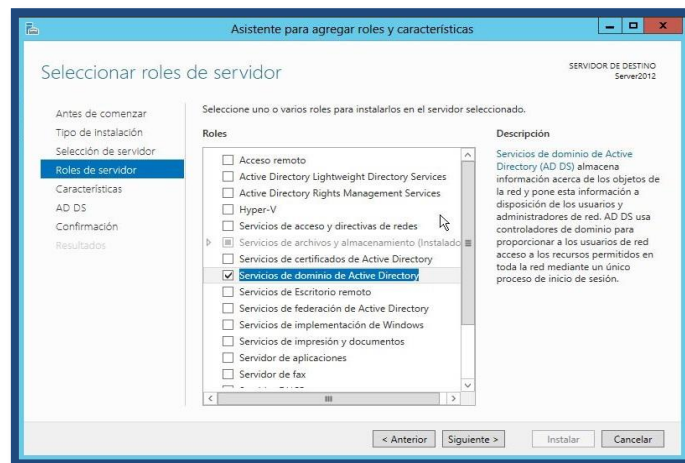 Asistente para agregar roles y características
Seleccionar roles de servidor
SERVIDOR DE DESTINO
Server2012
Antes de comenzar
Tipo de instalación
Selección de servidor
Roles de servidor
Características
AD DS
Confirmación
Resultados
Seleccione uno o varios roles para instalarlos en el servidor seleccionado.
Roles
Acceso remoto
Active Directory Lightweight Directory Services
Active Directory Rights Management Services
Hyper-V
Servicios de acceso y directivas de redes
Servicios de archivos y almacenamiento (Instalado
Servicios de certificados de Active Directory
Servicios de dominio de Active Directory
Servicios de Escritorio remoto
Servicios de federación de Active Directory
Servicios de implementación de Windows
Servicios de impresión y documentos
Servidor de aplicaciones
Servidor de fax
Descripción
Servicios de dominio de Active
Directory (AD DS) almacena
información acerca de los objetos de
la red y pone esta información a
disposición de los usuarios y
administradores de red. AD DS usa
controladores de dominio para
proporcionar a los usuarios de red
acceso a los recursos permitidos en
toda la red mediante un único
proceso de inicio de sesión.
< Anterior
Siguiente >
Instalar
Cancelar